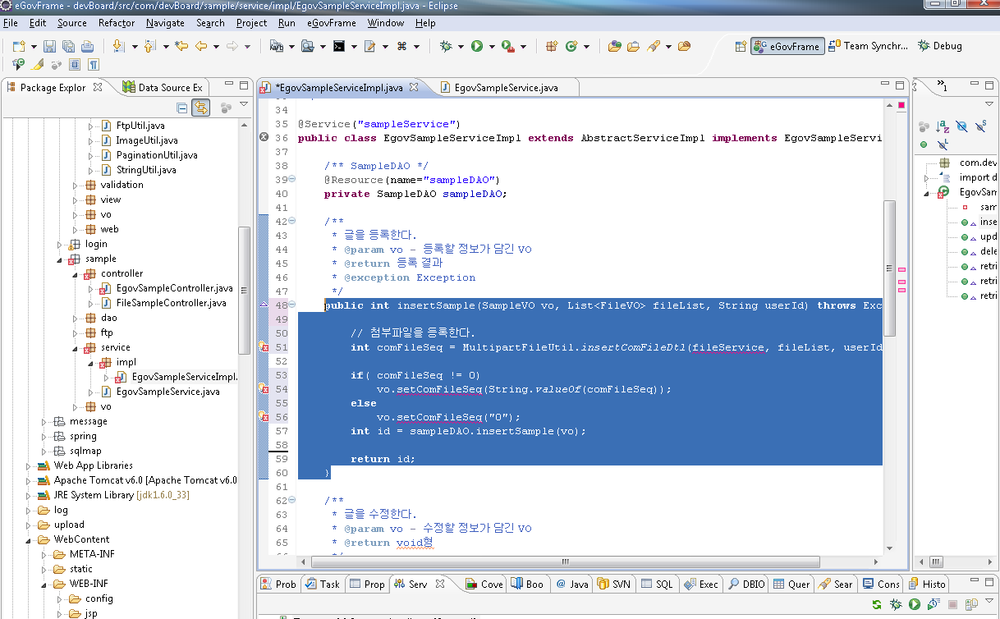 eGovFrame - devBoard/src/com/devBoard/sample/service/impl/EgovSampleServiceImpl.java - Eclipse
File Edit Source Refactor Navigate Search Project Run eGovFrame Window Help
eGovFrame Team Synchr... Debug
Package Explor Data Source Ex
FtpUtil.java
ImageUtil.java
PaginationUtil.java
StringUtil.java
validation
view
vo
web
login
sample
controller
EgovSampleController.java
FileSampleController.java
dao
ftp
service
impl
EgovSampleServiceImpl.
EgovSampleService.java
vo
message
spring
sqlmap
Web App Libraries
Apache Tomcat v6.0 [Apache Tomcat v6.0
JRE System Library [jdk1.6.0_33]
log
upload
WebContent
META-INF
static
WEB-INF
config
jsp
*EgovSampleServiceImpl.java EgovSampleService.java
34
35 @Service("sampleService")
36 public class EgovSampleServiceImpl extends AbstractServiceImpl implements EgovSampleServi
37
38 /** SampleDAO */
39 @Resource(name="sampleDAO")
40 private SampleDAO sampleDAO;
41
42 /**
43 * 글을 등록한다.
44 * @param vo - 등록할 정보가 담긴 VO
45 * @return 등록 결과
46 * @exception Exception
47 */
48 public int insertSample(SampleVO vo, List<FileVO> fileList, String userId) throws Exc
49
50 // 첨부파일을 등록한다.
51 int comFileSeq = MultipartFileUtil.insertComFileDtl(fileService, fileList, userId
52
53 if( comFileSeq != 0)
54 vo.setComFileSeq(String.valueOf(comFileSeq));
55 else
56 vo.setComFileSeq("0");
57 int id = sampleDAO.insertSample(vo);
58
59 return id;
60 }
61
62 /**
63 * 글을 수정한다.
64 * @param vo - 수정할 정보가 담긴 VO
65 * @return void형
»1
com.dev
import d
EgovSam
sam
inse
upd
dele
retri
retri
retri
Prob Task Prop Serv Cove Boo @ Java SVN SQL Exec DBIO Quer Sear Cons Histo